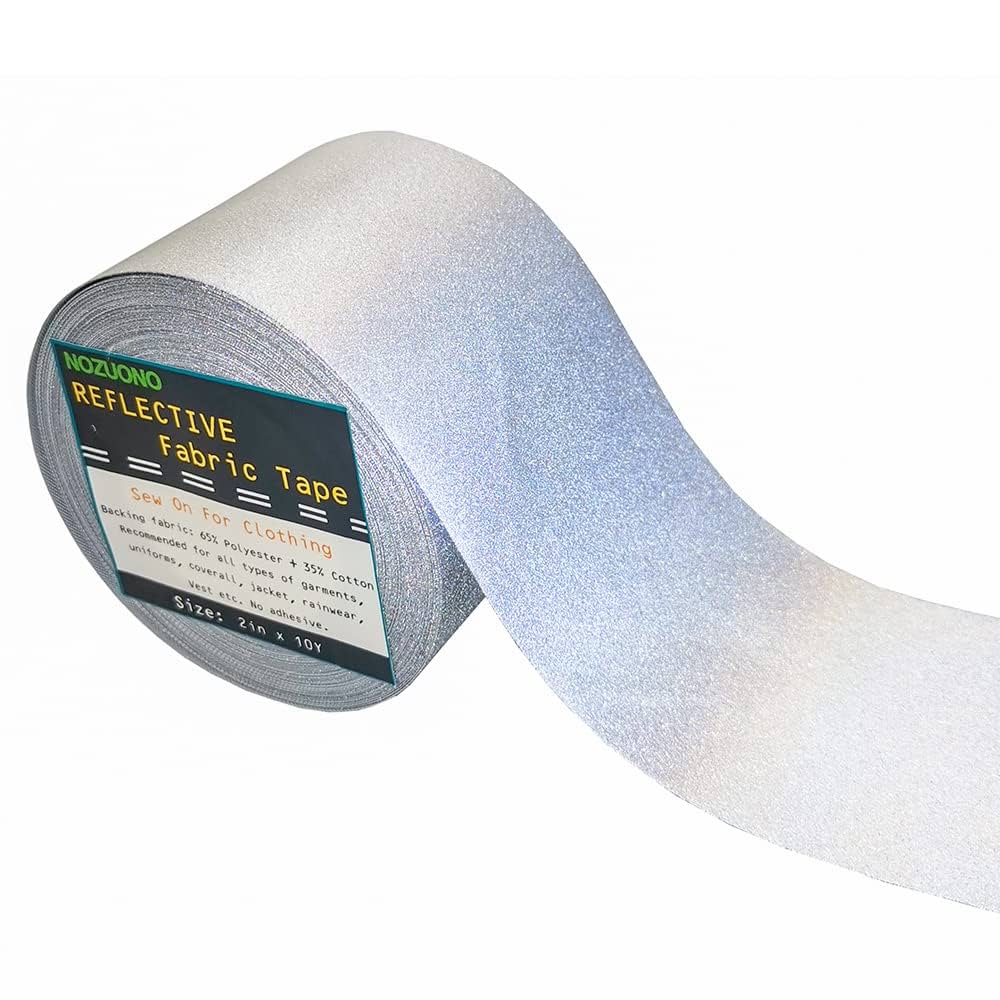 NOZUONO
REFLECTIVE
Fabric Tape
Sew On For Clothing
Backing fabric: 65% Polyester + 35% Cotton
Recommended for all types of garments,
uniforms, coverall, jacket, rainwear,
Vest etc. No adhesive.
Size: 2in x 10Y